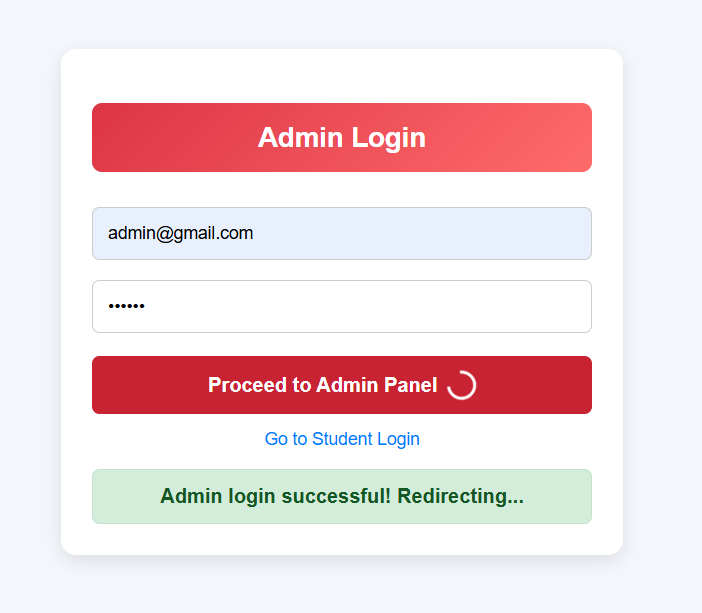 Admin Login
admin@gmail.com
••••••
Proceed to Admin Panel
Go to Student Login
Admin login successful! Redirecting...